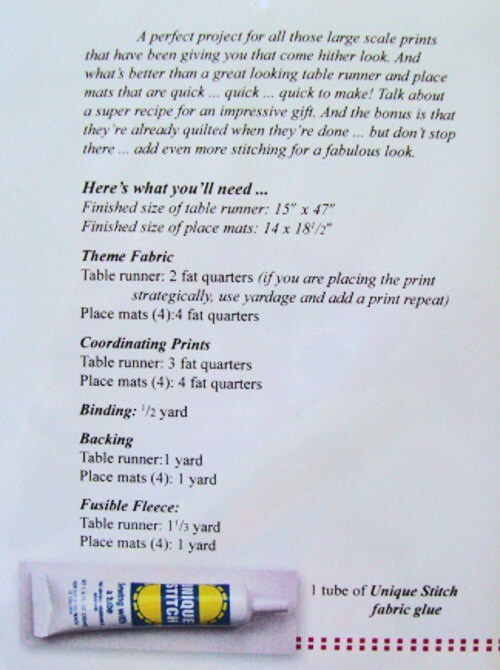 A perfect project for all those large scale prints
that have been giving you that come hither look. And
what's better than a great looking table runner and place
mats that are quick ... quick ... quick to make! Talk about
a super recipe for an impressive gift. And the bonus is that
they're already quilted when they're done ... but don't stop
there ... add even more stitching for a fabulous look.
Here's what you'll need ...
Finished size of table runner: 15" x 47"
Finished size of place mats: 14 x 18 1/2"
Theme Fabric
Table runner: 2 fat quarters (if you are placing the print
strategically, use yardage and add a print repeat)
Place mats (4):4 fat quarters
Coordinating Prints
Table runner: 3 fat quarters
Place mats (4): 4 fat quarters
Binding: 1/2 yard
Backing
Table runner:1 yard
Place mats (4): 1 yard
Fusible Fleece:
Table runner: 1 1/3 yard
Place mats (4): 1 yard
UNIQUE
STITCH
Sewing with
a tube
1 tube of Unique Stitch
fabric glue